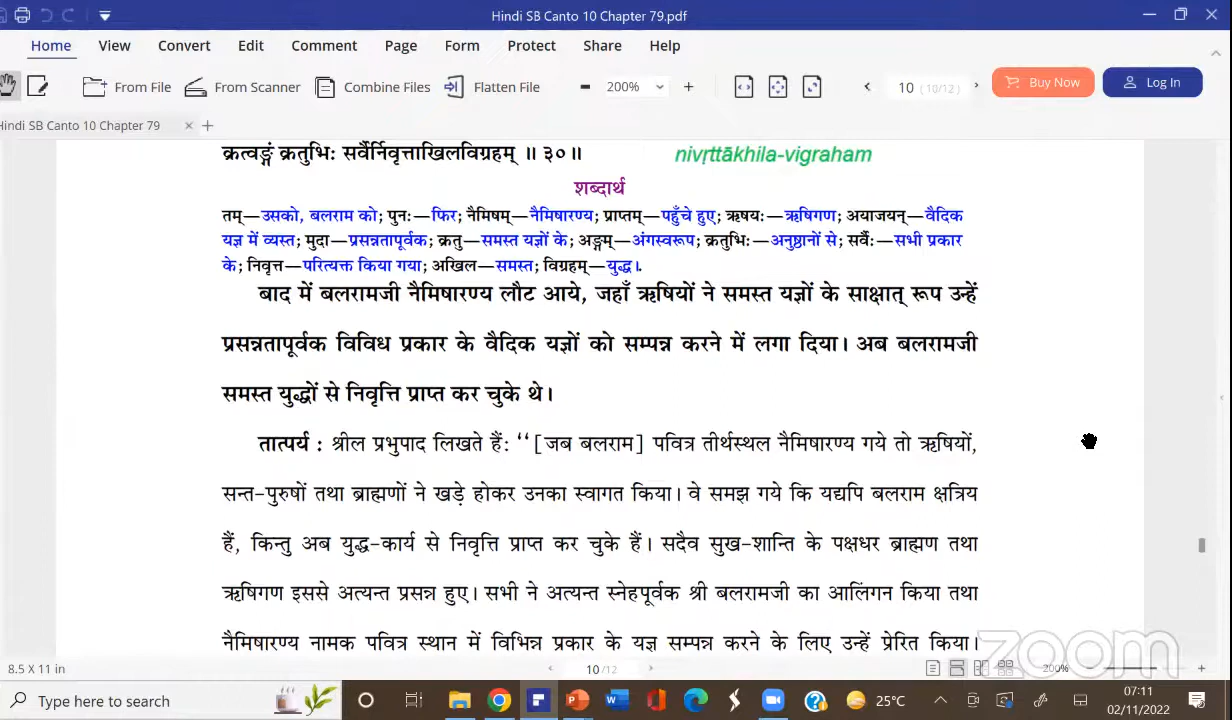 Hindi SB Canto 10 Chapter 79.pdf
Home View Convert Edit Comment Page Form Protect Share Help
From File From Scanner Combine Files Flatten File 200% 10 (10/12) Buy Now Log In
Hindi SB Canto 10 Chapter 79
क्रत्वङ्गं क्रतुभिः सर्वैर्निवृत्ताखिलविग्रहम् ॥ ३०॥ nivṛttākhila-vigraham
शब्दार्थ
तम्—उसको, बलराम को; पुनः—फिर; नैमिषम्—नैमिषारण्य; प्राप्तम्—पहुँचे हुए; ऋषयः—ऋषिगण; अयाजयन्—वैदिक
यज्ञ में व्यस्त; मुदा—प्रसन्नतापूर्वक; क्रतु—समस्त यज्ञों के; अङ्गम्—अंगस्वरूप; क्रतुभिः—अनुष्ठानों से; सर्वैः—सभी प्रकार
के; निवृत्त—परित्यक्त किया गया; अखिल—समस्त; विग्रहम्—युद्ध।.
बाद में बलरामजी नैमिषारण्य लौट आये, जहाँ ऋषियों ने समस्त यज्ञों के साक्षात् रूप उन्हें
प्रसन्नतापूर्वक विविध प्रकार के वैदिक यज्ञों को सम्पन्न करने में लगा दिया। अब बलरामजी
समस्त युद्धों से निवृत्ति प्राप्त कर चुके थे।
तात्पर्य : श्रील प्रभुपाद लिखते हैं: ‘‘[जब बलराम] पवित्र तीर्थस्थल नैमिषारण्य गये तो ऋषियों,
सन्त-पुरुषों तथा ब्राह्मणों ने खड़े होकर उनका स्वागत किया। वे समझ गये कि यद्यपि बलराम क्षत्रिय
हैं, किन्तु अब युद्ध-कार्य से निवृत्ति प्राप्त कर चुके हैं। सदैव सुख-शान्ति के पक्षधर ब्राह्मण तथा
ऋषिगण इससे अत्यन्त प्रसन्न हुए। सभी ने अत्यन्त स्नेहपूर्वक श्री बलरामजी का आलिंगन किया तथा
नैमिषारण्य नामक पवित्र स्थान में विभिन्न प्रकार के यज्ञ सम्पन्न करने के लिए उन्हें प्रेरित किया।
zoom
8.5 X 11 in 10 /12 200%
Type here to search 25°C 07:11
02/11/2022